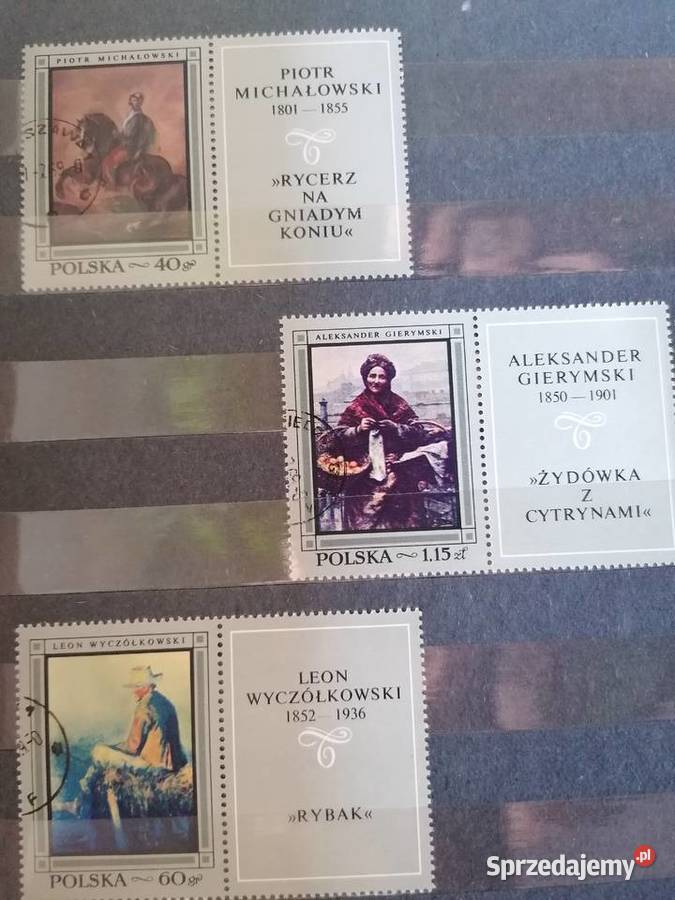 PIOTR MICHAŁOWSKI
POLSKA 40 gr
PIOTR
MICHAŁOWSKI
1801 — 1855
»RYCERZ
NA
GNIADYM
KONIU«
ALEKSANDER GIERYMSKI
POLSKA 1.15 zł
ALEKSANDER
GIERYMSKI
1850 — 1901
»ŻYDÓWKA
Z
CYTRYNAMI«
LEON WYCZÓŁKOWSKI
POLSKA 60 gr
LEON
WYCZÓŁKOWSKI
1852 — 1936
»RYBAK«
Sprzedajemy.pl